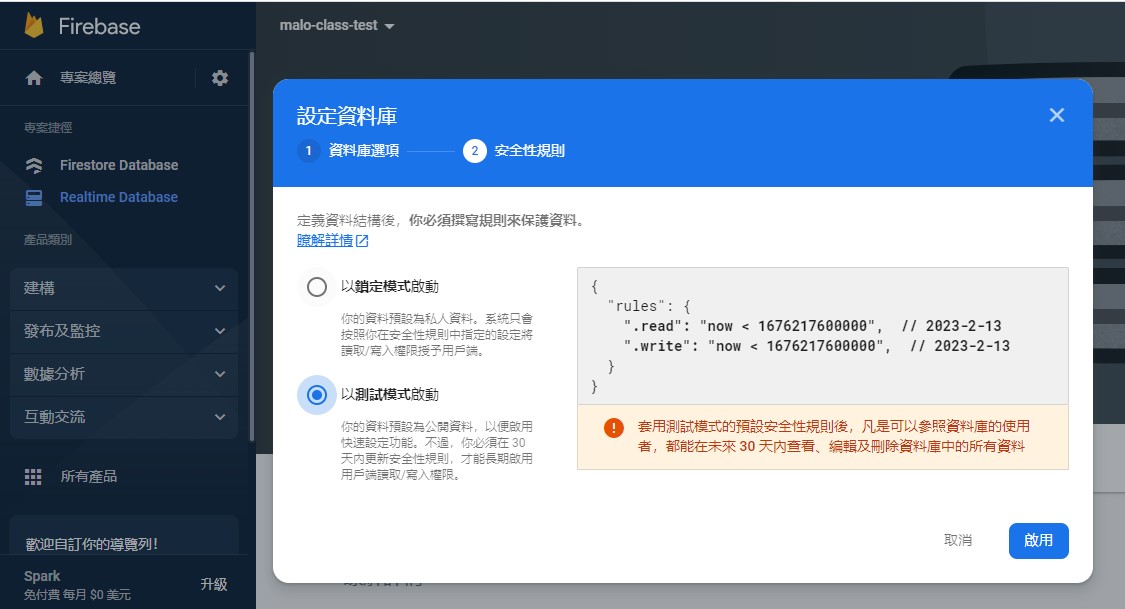 Firebase
malo-class-test
專案總覽
專案捷徑
Firestore Database
Realtime Database
產品類別
建構
發布及監控
數據分析
互動交流
所有產品
歡迎自訂你的導覽列！
Spark
免付費 每月 $0 美元
升級
設定資料庫
1 資料庫選項
2 安全性規則
定義資料結構後，你必須撰寫規則來保護資料。
瞭解詳情
以鎖定模式啟動
你的資料預設為私人資料。系統只會
按照你在安全性規則中指定的設定將
讀取/寫入權限授予用戶端。
以測試模式啟動
你的資料預設為公開資料，以便啟用
快速設定功能。不過，你必須在 30
天內更新安全性規則，才能長期啟用
用戶端讀取/寫入權限。
{
"rules": {
".read": "now < 1676217600000",  // 2023-2-13
".write": "now < 1676217600000",  // 2023-2-13
}
}
套用測試模式的預設安全性規則後，凡是可以參照資料庫的使用
者，都能在未來 30 天內查看、編輯及刪除資料庫中的所有資料
取消
啟用